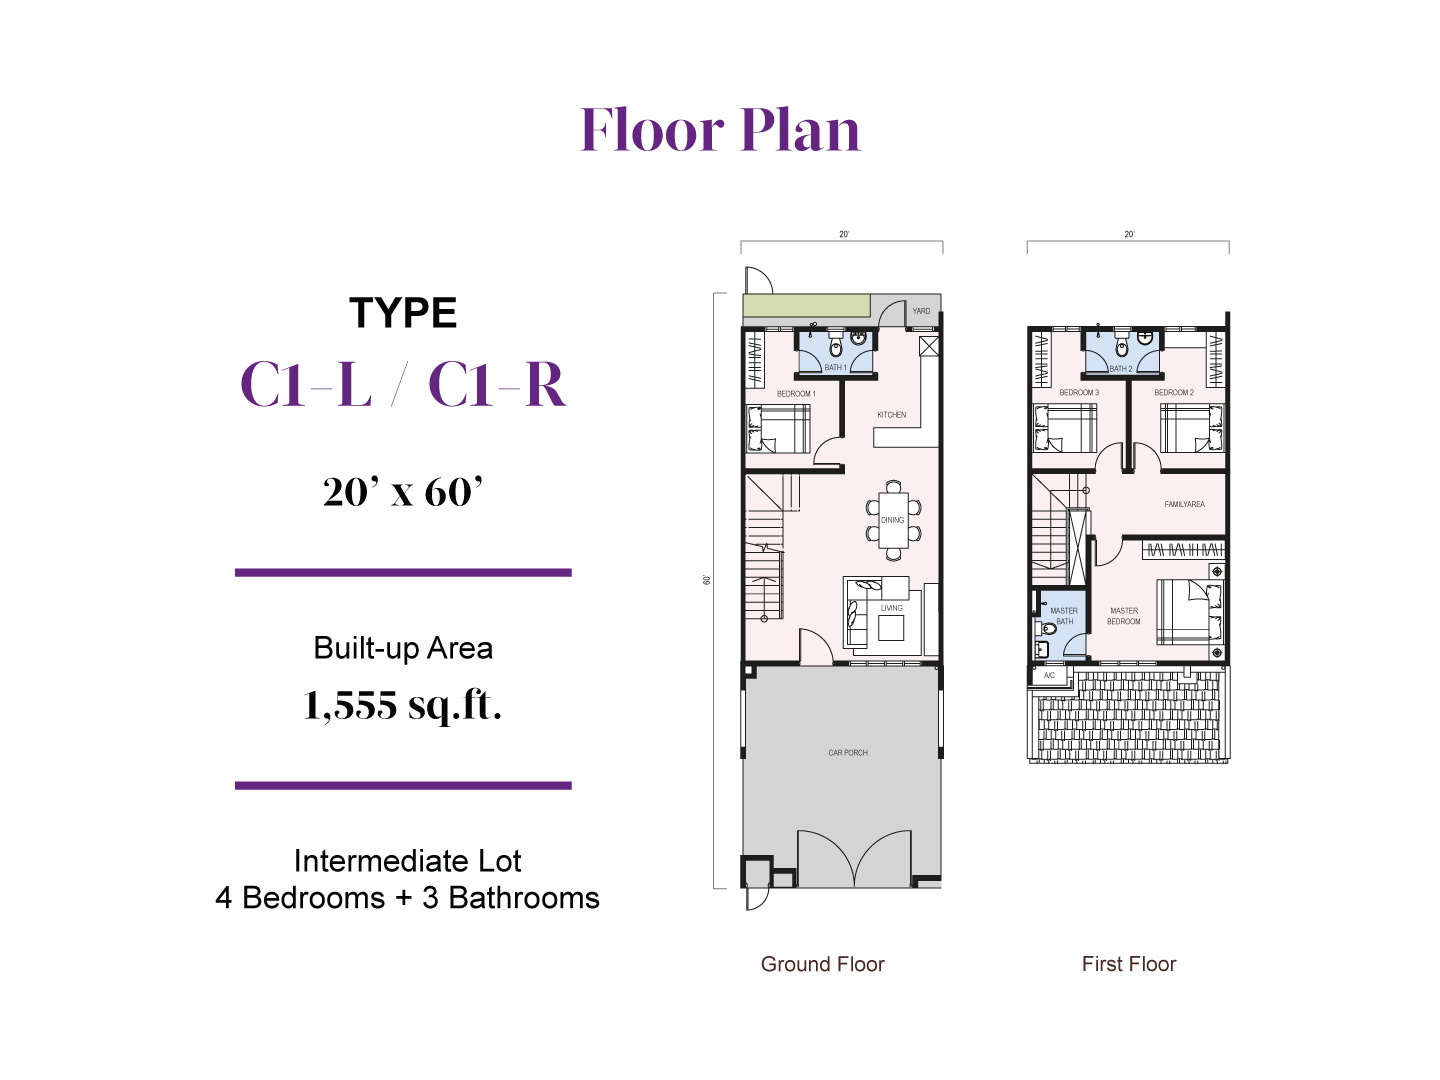 Floor Plan
TYPE
C1-L / C1-R
20’ x 60’
Built-up Area
1,555 sq.ft.
Intermediate Lot
4 Bedrooms + 3 Bathrooms
20'
60'
YARD
BATH 1
BEDROOM 1
KITCHEN
DINING
LIVING
CAR PORCH
Ground Floor
20'
BATH 2
BEDROOM 3
BEDROOM 2
FAMILYAREA
MASTER
BATH
MASTER
BEDROOM
A/C
First Floor